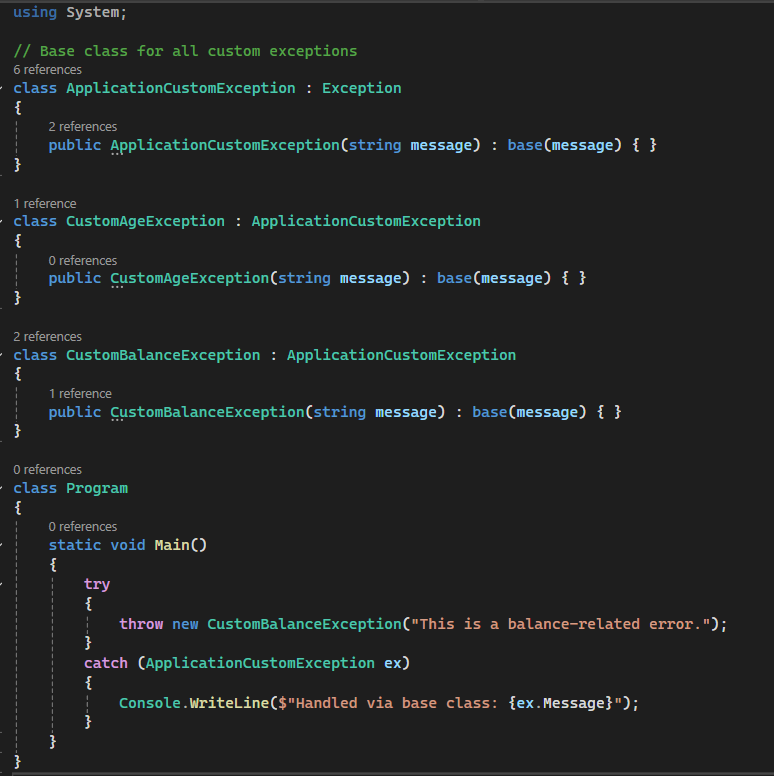 using System;
// Base class for all custom exceptions
6 references
class ApplicationCustomException : Exception
{
2 references
public ApplicationCustomException(string message) : base(message) { }
}
1 reference
class CustomAgeException : ApplicationCustomException
{
0 references
public CustomAgeException(string message) : base(message) { }
}
2 references
class CustomBalanceException : ApplicationCustomException
{
1 reference
public CustomBalanceException(string message) : base(message) { }
}
0 references
class Program
{
0 references
static void Main()
{
try
{
throw new CustomBalanceException("This is a balance-related error.");
}
catch (ApplicationCustomException ex)
{
Console.WriteLine($"Handled via base class: {ex.Message}");
}
}
}